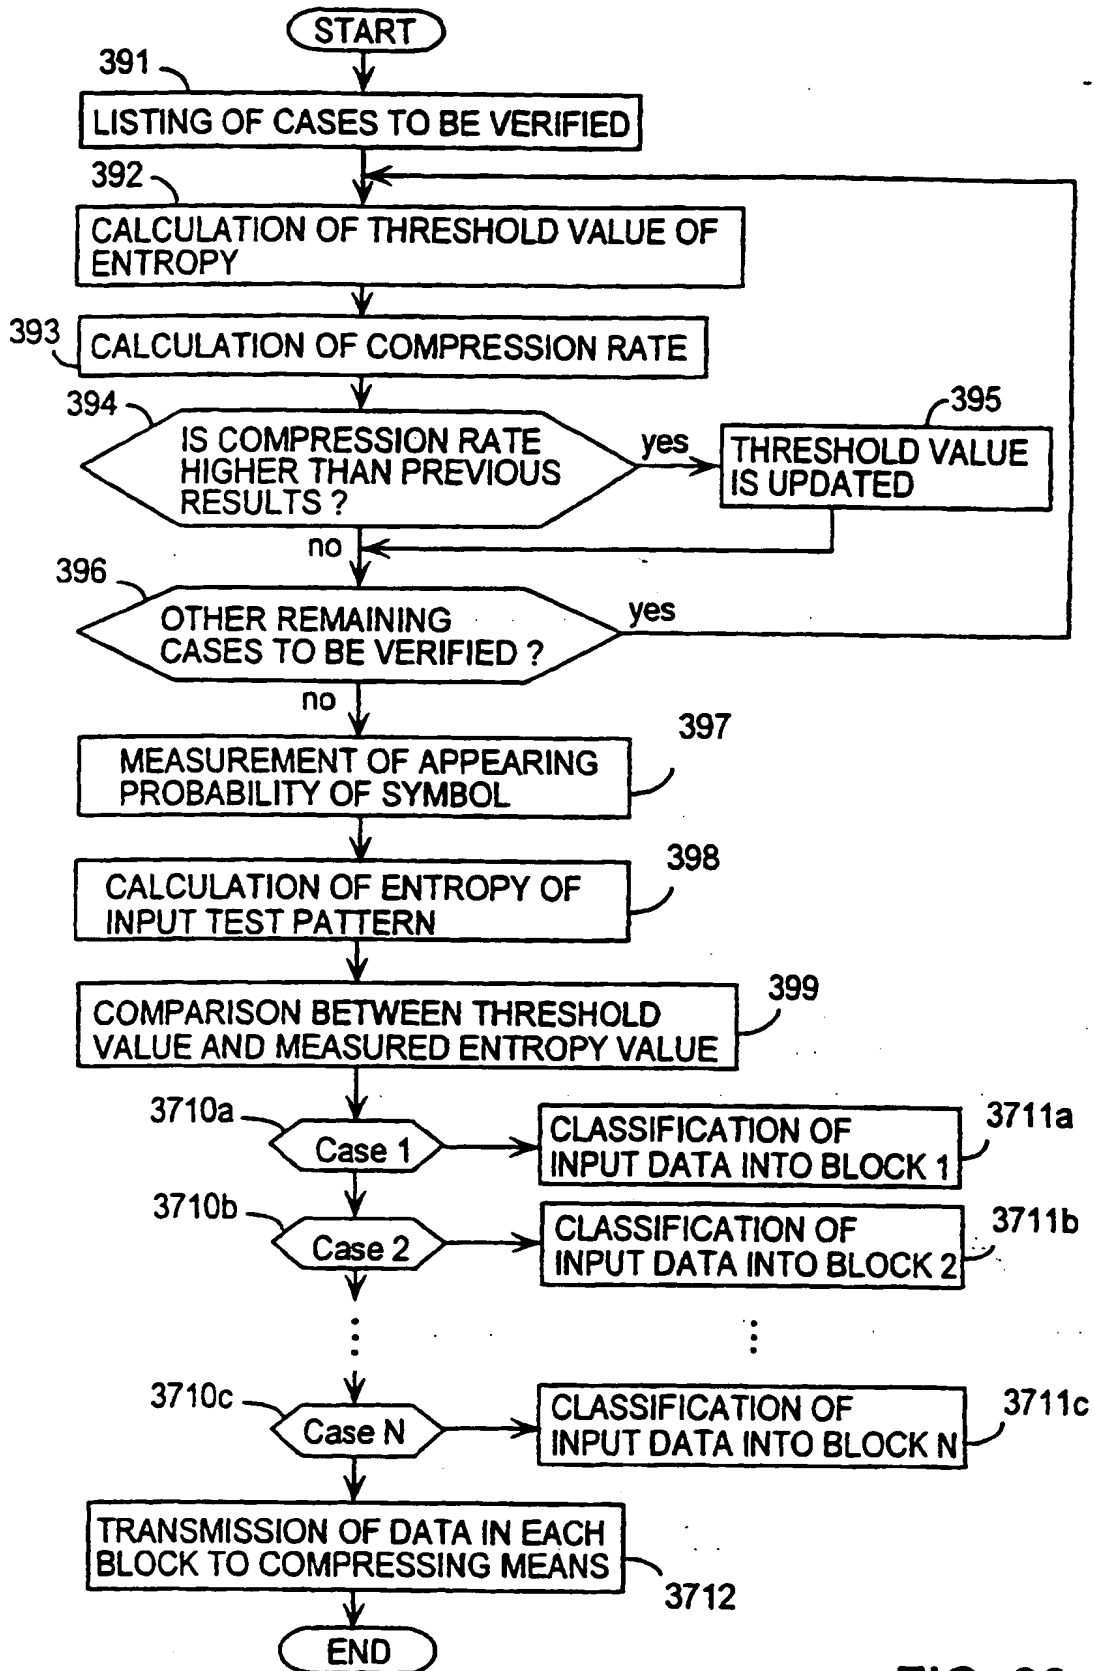 START
391
LISTING OF CASES TO BE VERIFIED
392
CALCULATION OF THRESHOLD VALUE OF
ENTROPY
393
CALCULATION OF COMPRESSION RATE
394
IS COMPRESSION RATE
HIGHER THAN PREVIOUS
RESULTS ?
yes
395
THRESHOLD VALUE
IS UPDATED
no
396
OTHER REMAINING
CASES TO BE VERIFIED ?
yes
no
397
MEASUREMENT OF APPEARING
PROBABILITY OF SYMBOL
398
CALCULATION OF ENTROPY OF
INPUT TEST PATTERN
399
COMPARISON BETWEEN THRESHOLD
VALUE AND MEASURED ENTROPY VALUE
3710a
Case 1
CLASSIFICATION OF
INPUT DATA INTO BLOCK 1
3711a
3710b
Case 2
CLASSIFICATION OF
INPUT DATA INTO BLOCK 2
3711b
3710c
Case N
CLASSIFICATION OF
INPUT DATA INTO BLOCK N
3711c
TRANSMISSION OF DATA IN EACH
BLOCK TO COMPRESSING MEANS
3712
END